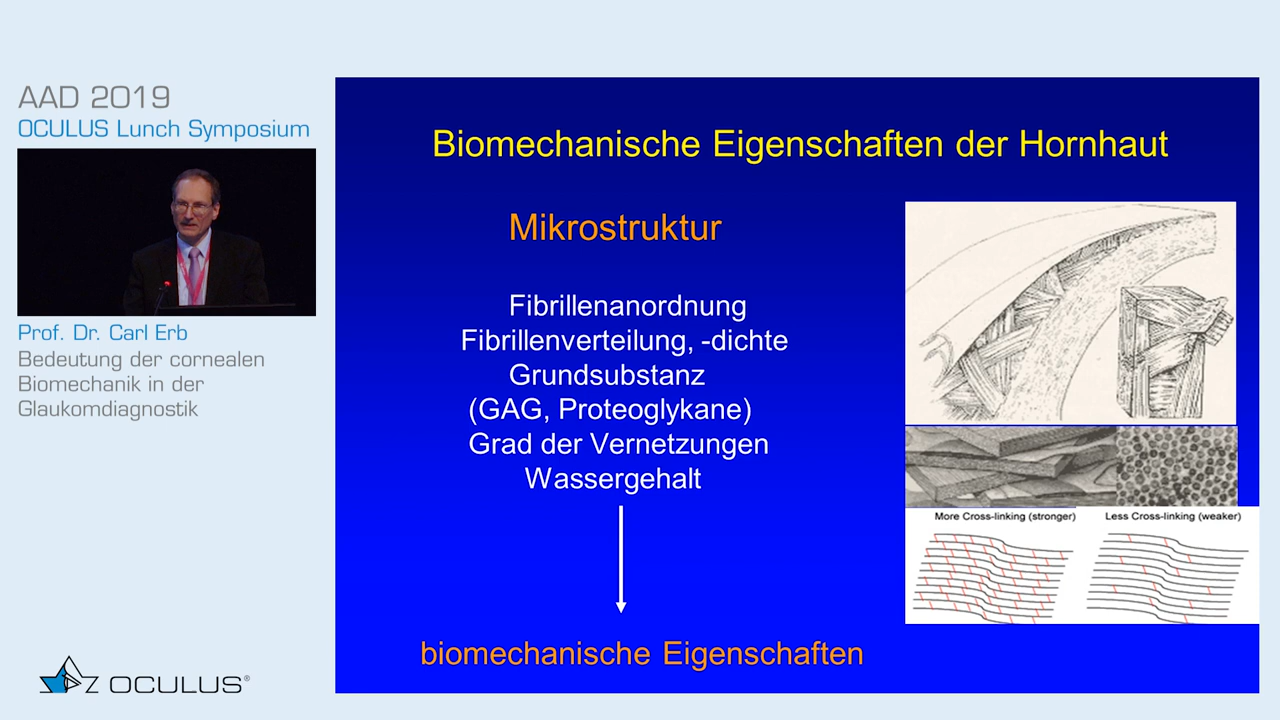 AAD 2019
OCULUS Lunch Symposium
Prof. Dr. Carl Erb
Bedeutung der cornealen
Biomechanik in der
Glaukomdiagnostik
OCULUS®
Biomechanische Eigenschaften der Hornhaut
Mikrostruktur
Fibrillenanordnung
Fibrillenverteilung, -dichte
Grundsubstanz
(GAG, Proteoglykane)
Grad der Vernetzungen
Wassergehalt
biomechanische Eigenschaften
More Cross-linking (stronger)
Less Cross-linking (weaker)